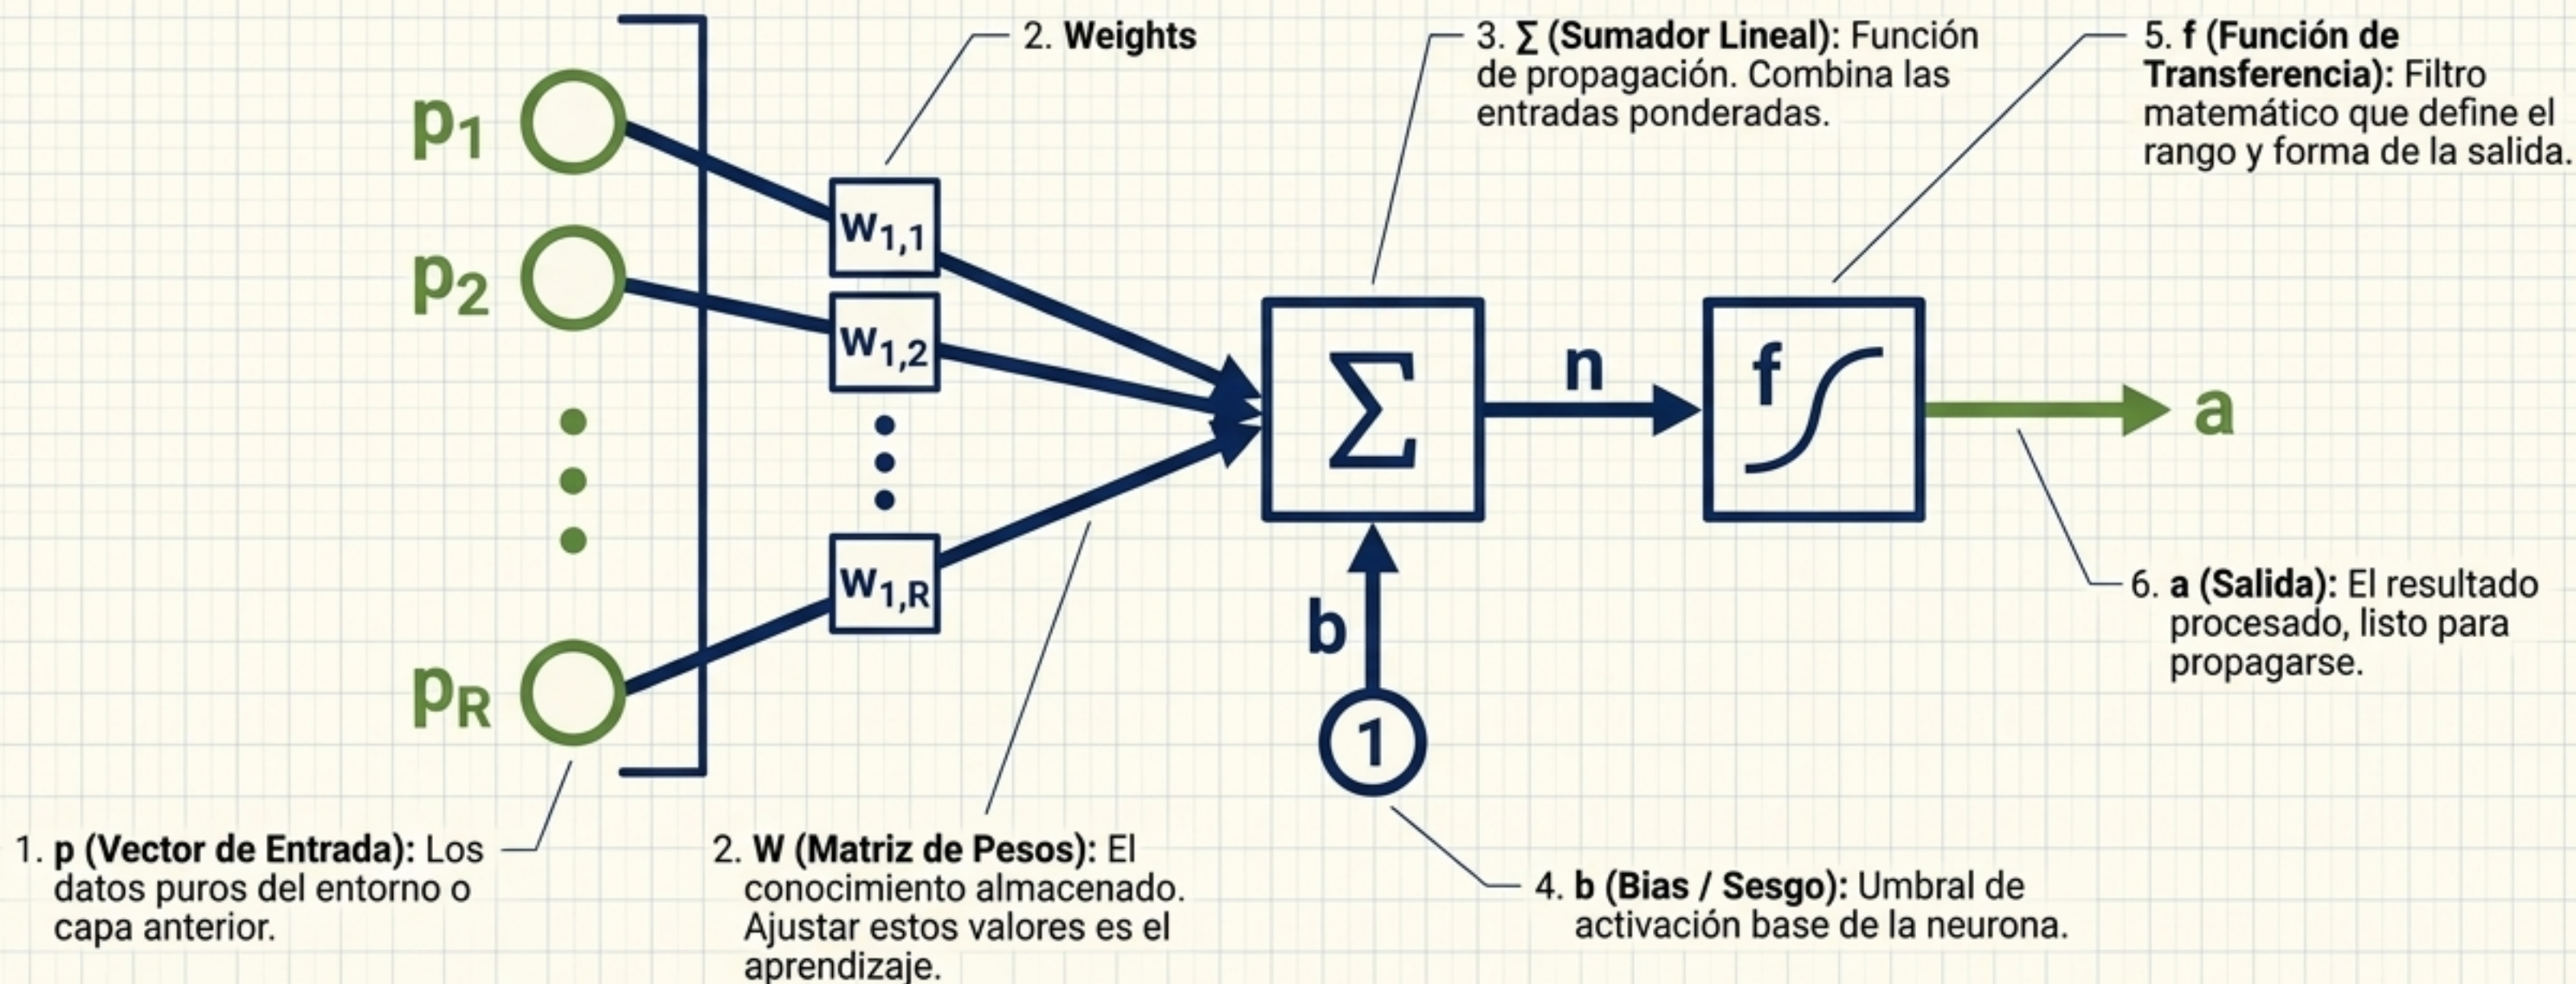 2. Weights
3. Σ (Sumador Lineal): Función
de propagación. Combina las
entradas ponderadas.
5. f (Función de
Transferencia): Filtro
matemático que define el
rango y forma de la salida.
p1
p2
pR
w1,1
w1,2
w1,R
Σ
n
f
a
b
1
6. a (Salida): El resultado
procesado, listo para
propagarse.
1. p (Vector de Entrada): Los
datos puros del entorno o
capa anterior.
2. W (Matriz de Pesos): El
conocimiento almacenado.
Ajustar estos valores es el
aprendizaje.
4. b (Bias / Sesgo): Umbral de
activación base de la neurona.